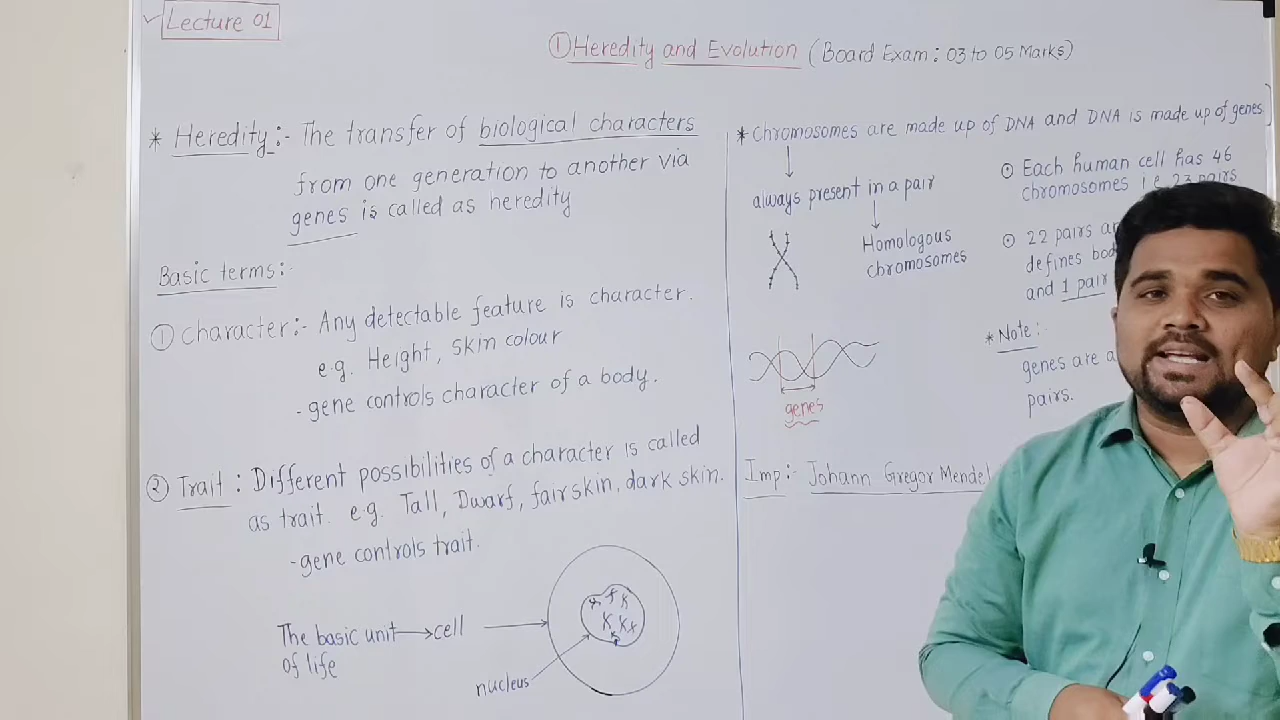 Lecture 01
① Heredity and Evolution (Board Exam: 03 to 05 Marks)
* Heredity :- The transfer of biological characters
from one generation to another via
genes is called as heredity
Basic terms:-
① Character:- Any detectable feature is character.
e.g. Height, skin colour
- gene controls character of a body.
② Trait : Different possibilities of a character is called
as trait. e.g. Tall, Dwarf, fair skin, dark skin.
- gene controls trait.
The basic unit → cell
of life
nucleus
* Chromosomes are made up of DNA and DNA is made up of genes
always present in a pair
Homologous
chromosomes
genes
⊙ Each human cell has 46
chromosomes i.e. 23 pairs
⊙ 22 pairs
defines
and 1 pair
* Note:-
genes are
pairs.
Imp:- Johann Gregor Mendel